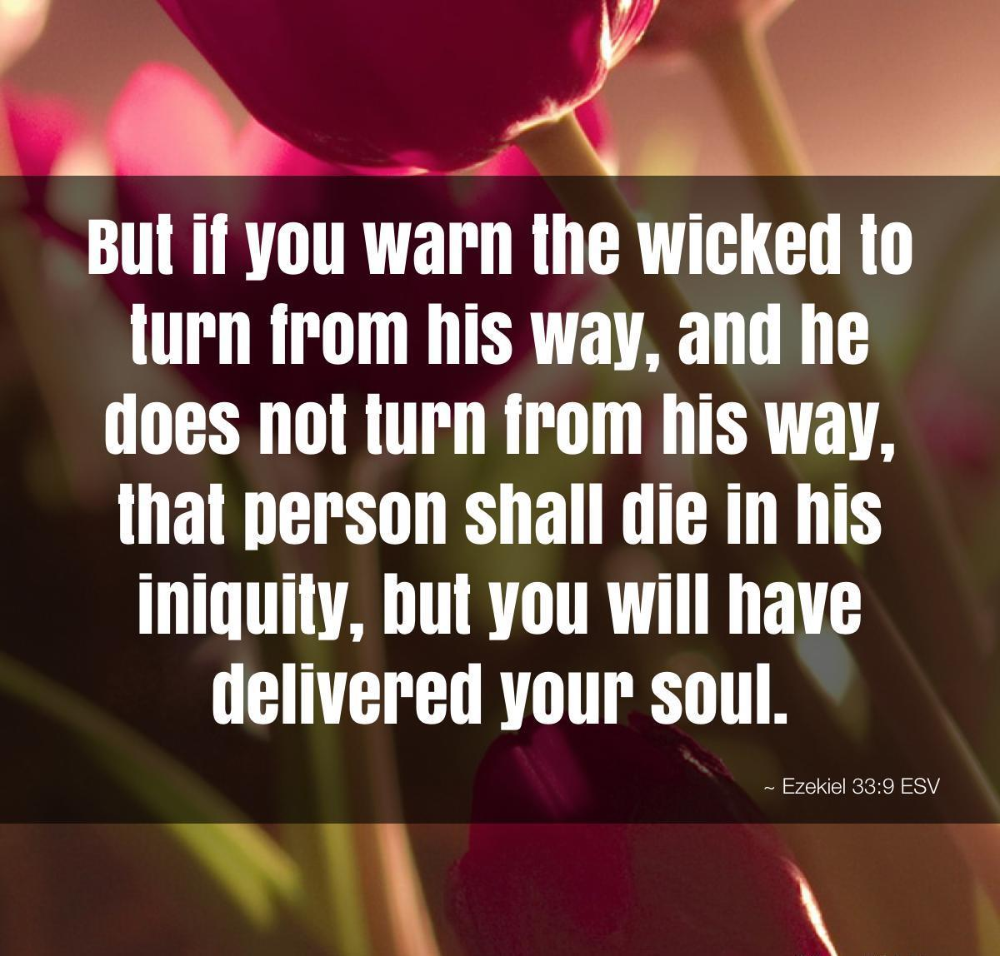 But if you warn the wicked to
turn from his way, and he
does not turn from his way,
that person shall die in his
iniquity, but you will have
delivered your soul.
~ Ezekiel 33:9 ESV